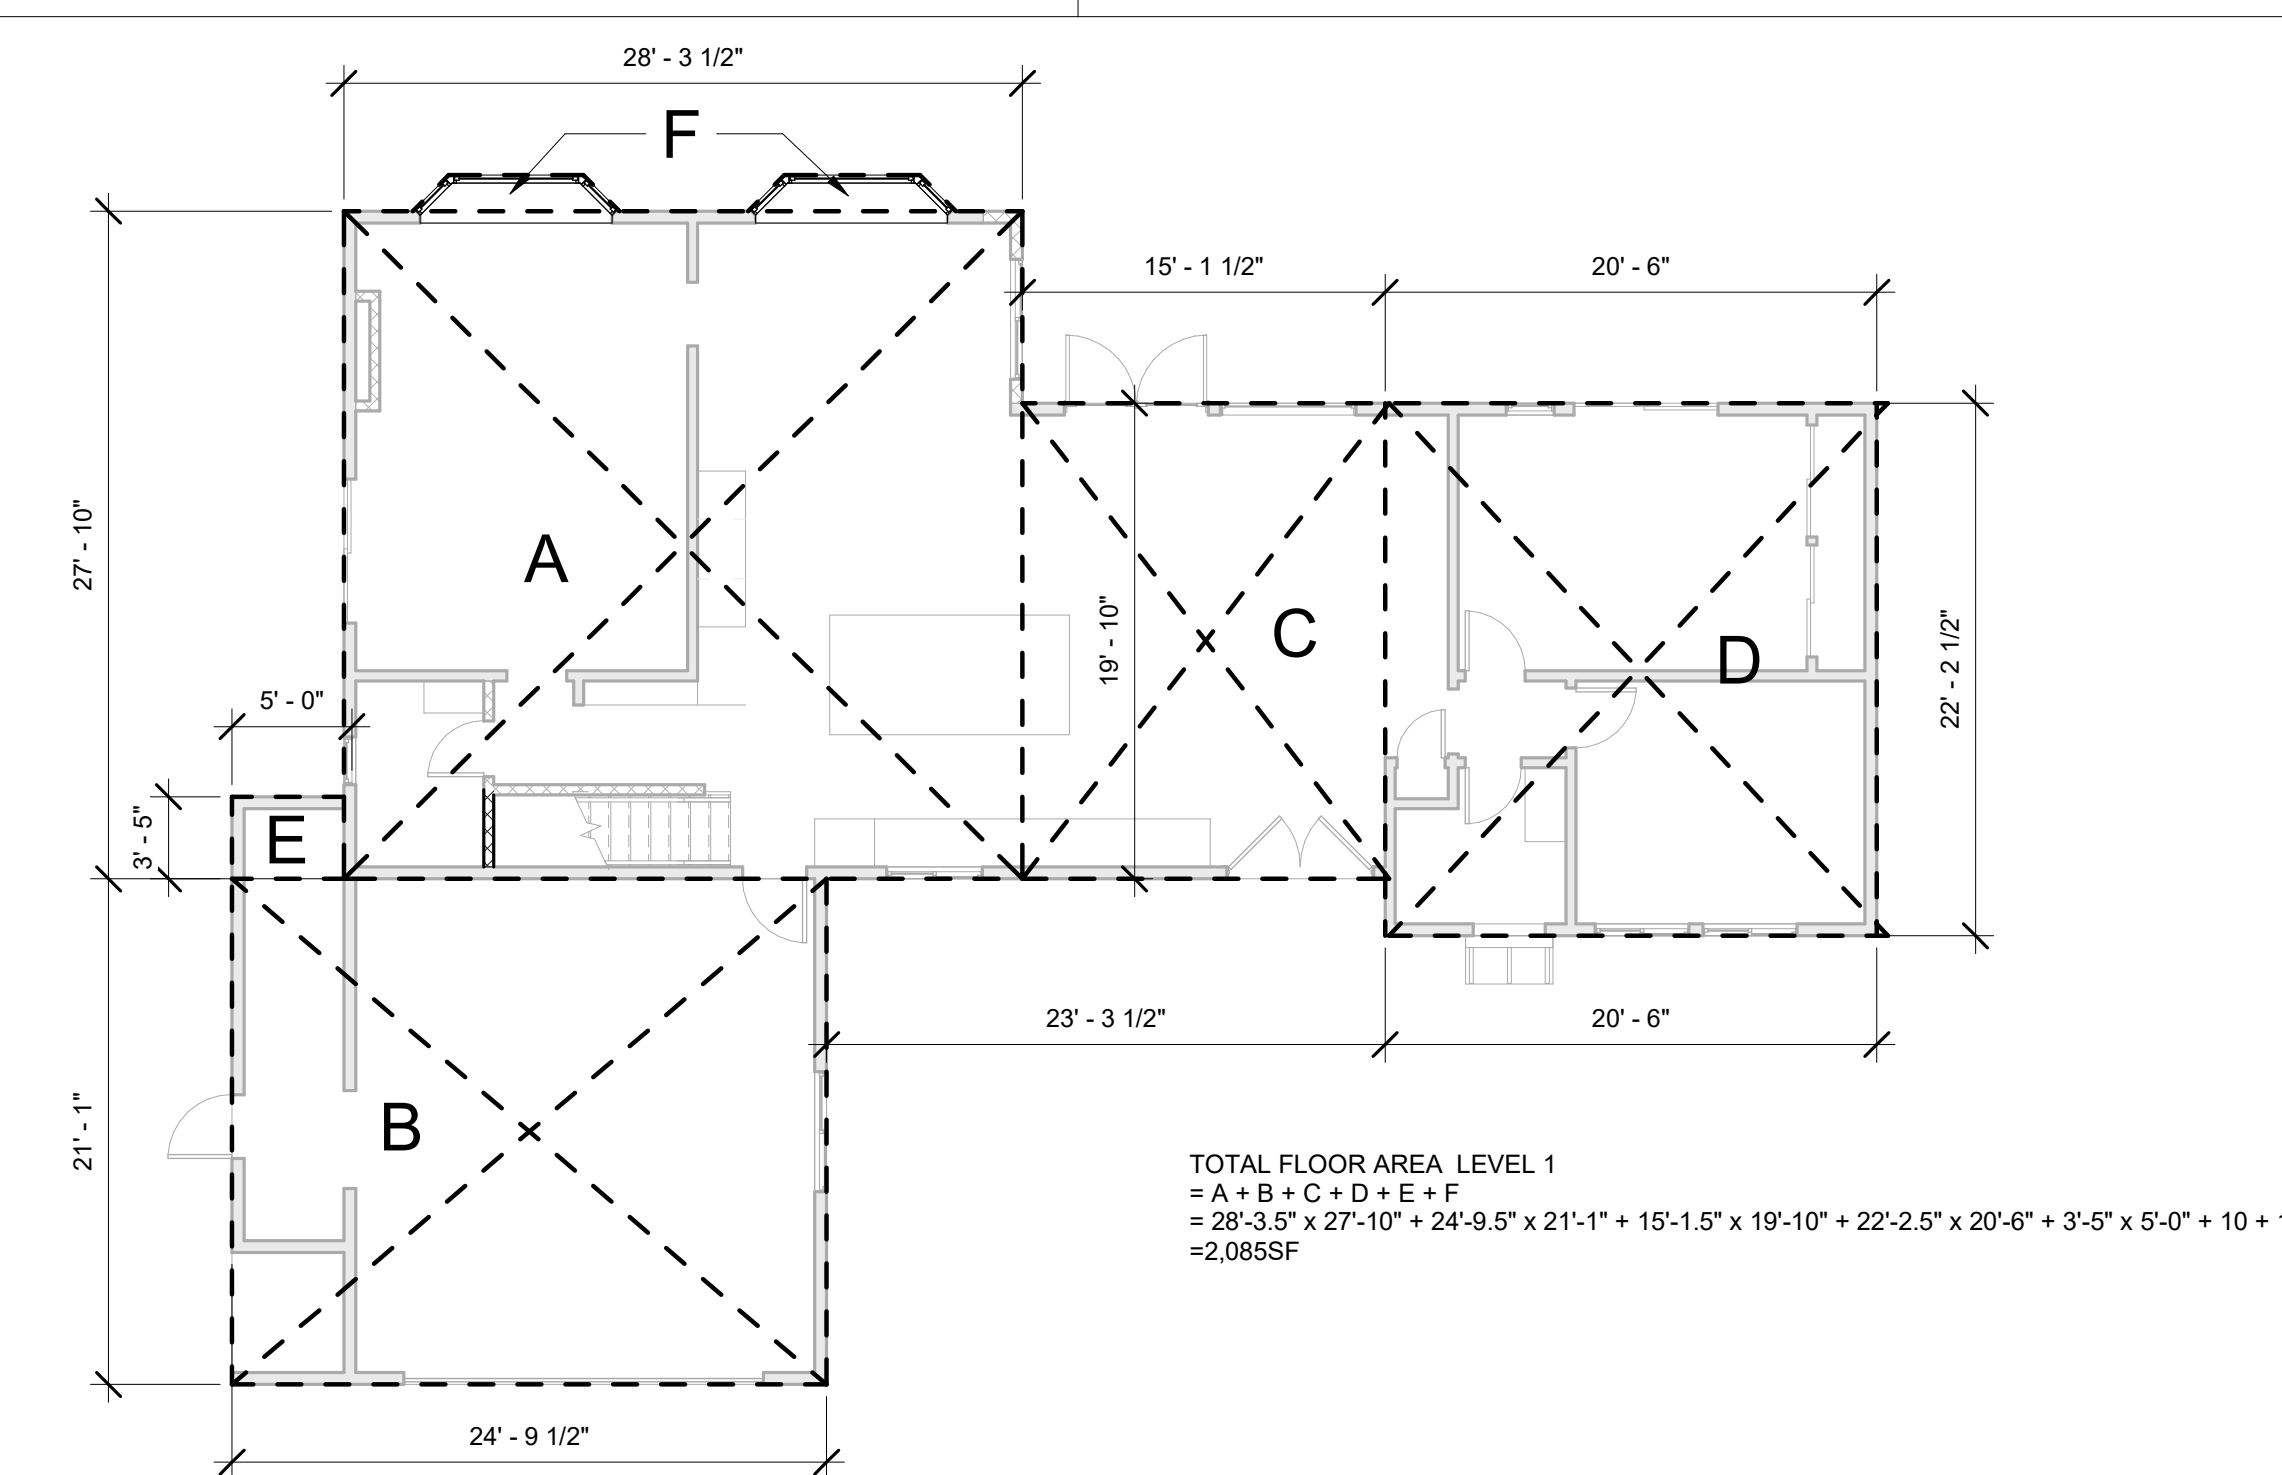 28' - 3 1/2"
F
15' - 1 1/2"
20' - 6"
27' - 10"
A
C
19' - 10"
D
22' - 2 1/2"
5' - 0"
3' - 5"
E
23' - 3 1/2"
20' - 6"
21' - 1"
B
TOTAL FLOOR AREA LEVEL 1
= A + B + C + D + E + F
= 28'-3.5" x 27'-10" + 24'-9.5" x 21'-1" + 15'-1.5" x 19'-10" + 22'-2.5" x 20'-6" + 3'-5" x 5'-0" + 10 +
=2,085SF
24' - 9 1/2"